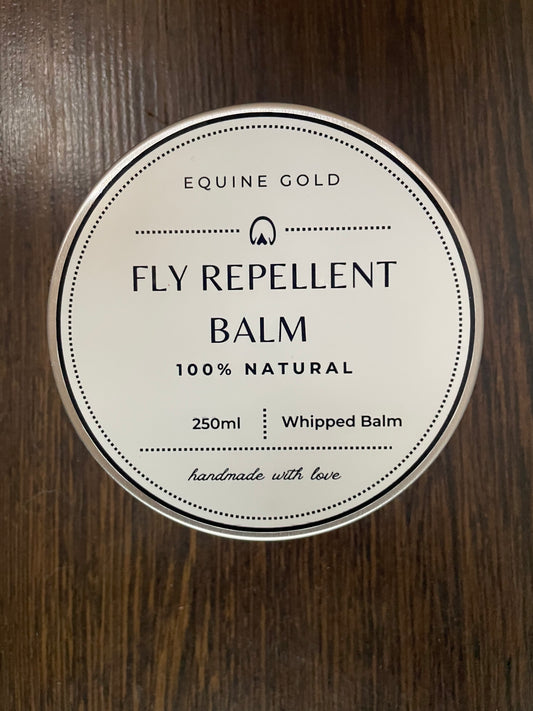 EQUINE GOLD
FLY REPELLENT
BALM
100% NATURAL
250ml Whipped Balm
handmade with love